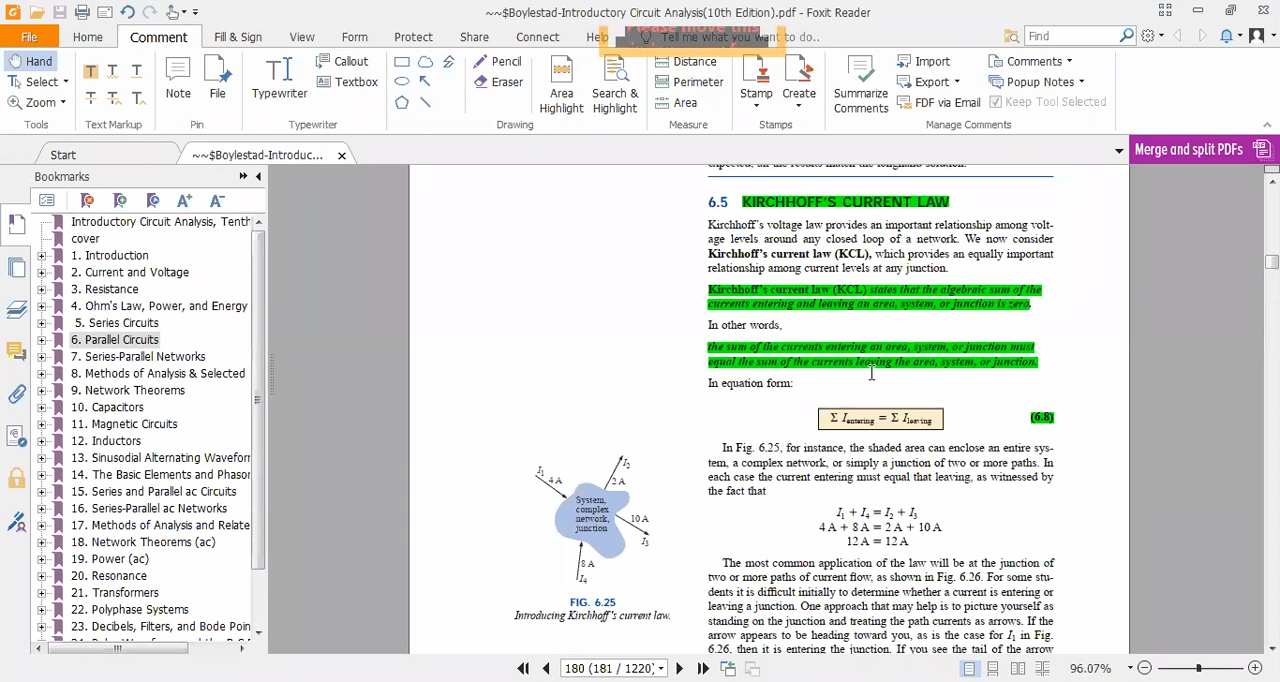 ~~$Boylestad-Introductory Circuit Analysis(10th Edition).pdf - Foxit Reader
File Home Comment Fill & Sign View Form Protect Share Connect Help Tell me what you want to do.. Find
Please move this
Hand
Select
Zoom
Tools
Text Markup
Note
File
Pin
Typewriter
Callout
Textbox
Typewriter
Pencil
Eraser
Drawing
Area
Highlight
Search &
Highlight
Distance
Perimeter
Area
Measure
Stamp
Create
Stamps
Summarize
Comments
Import
Export
FDF via Email
Comments
Popup Notes
Keep Tool Selected
Manage Comments
Start
~~$Boylestad-Introduc...
Merge and split PDFs
Bookmarks
Introductory Circuit Analysis, Tenth
cover
1. Introduction
2. Current and Voltage
3. Resistance
4. Ohm's Law, Power, and Energy
5. Series Circuits
6. Parallel Circuits
7. Series-Parallel Networks
8. Methodsof Analysis & Selected
9. Network Theorems
10. Capacitors
11. Magnetic Circuits
12. Inductors
13. Sinusoidal Alternating Waveform
14. The Basic Elements and Phasor
15. Series and Parallel ac Circuits
16. Series-Parallel ac Networks
17. Methods of Analysis and Relate
18. Network Theorems (ac)
19. Power (ac)
20. Resonance
21. Transformers
22. Polyphase Systems
23. Decibels, Filters, and Bode Poin
expected, all the results match the longhand solution.
6.5 KIRCHHOFF'S CURRENT LAW
Kirchhoff's voltage law provides an important relationship among volt-
age levels around any closed loop of a network. We now consider
Kirchhoff's current law (KCL), which provides an equally important
relationship among current levels at any junction.
Kirchhoff's current law (KCL) states that the algebraic sum of the
currents entering and leaving an area, system, or junction is zero.
In other words,
the sum of the currents entering an area, system, or junction must
equal the sum of the currents leaving the area, system, or junction.
In equation form:
Σ Ientering = Σ Ileaving (6.8)
In Fig. 6.25, for instance, the shaded area can enclose an entire sys-
tem, a complex network, or simply a junction of two or more paths. In
each case the current entering must equal that leaving, as witnessed by
the fact that
I1 + I4 = I2 + I3
4 A + 8 A = 2 A + 10 A
12 A = 12 A
The most common application of the law will be at the junction of
two or more paths of current flow, as shown in Fig. 6.26. For some stu-
dents it is difficult initially to determine whether a current is entering or
leaving a junction. One approach that may help is to picture yourself as
standing on the junction and treating the path currents as arrows. If the
arrow appears to be heading toward you, as is the case for I1 in Fig.
6.26, then it is entering the junction. If you see the tail of the arrow
I1
4 A
I2
2 A
System,
complex
network,
junction
10 A
I3
8 A
I4
FIG. 6.25
Introducing Kirchhoff's current law.
180 (181 / 1220)
96.07%